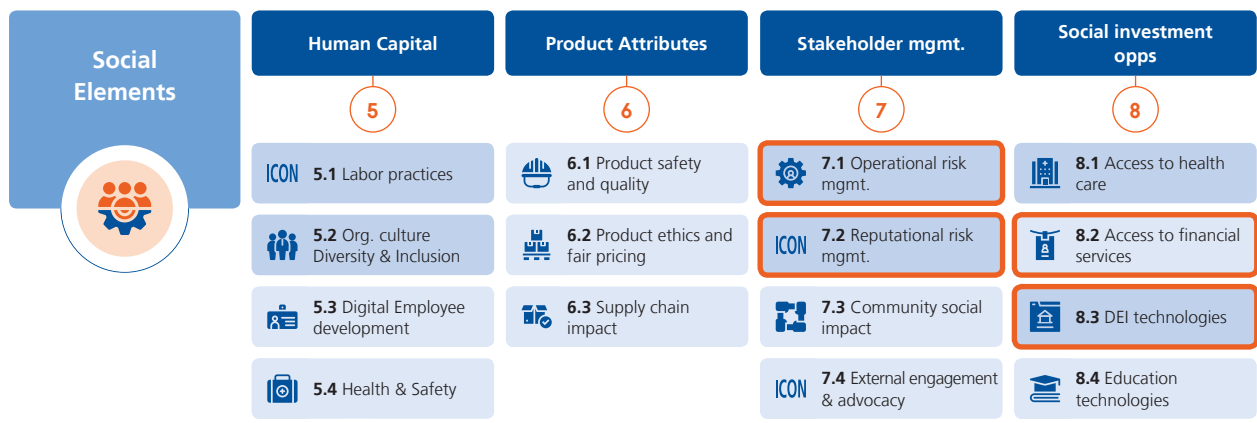 Social
Elements
Human Capital
5
ICON 5.1 Labor practices
5.2 Org. culture
Diversity & Inclusion
5.3 Digital Employee
development
5.4 Health & Safety
Product Attributes
6
6.1 Product safety
and quality
6.2 Product ethics and
fair pricing
6.3 Supply chain
impact
Stakeholder mgmt.
7
7.1 Operational risk
mgmt.
ICON 7.2 Reputational risk
mgmt.
7.3 Community social
impact
ICON 7.4 External engagement
& advocacy
Social investment
opps
8
8.1 Access to health
care
8.2 Access to financial
services
8.3 DEI technologies
8.4 Education
technologies